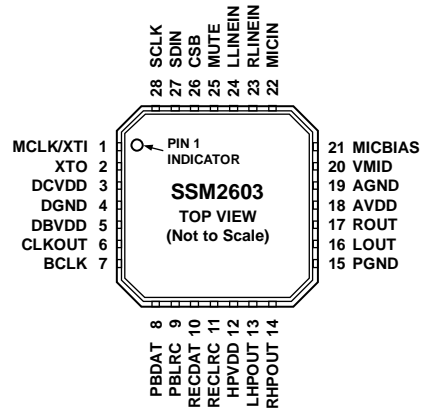 28 SCLK
27 SDIN
26 CSB
25 MUTE
24 LLINEIN
23 RLINEIN
22 MICIN
MCLK/XTI 1
XTO 2
DCVDD 3
DGND 4
DBVDD 5
CLKOUT 6
BCLK 7
PIN 1
INDICATOR
SSM2603
TOP VIEW
(Not to Scale)
21 MICBIAS
20 VMID
19 AGND
18 AVDD
17 ROUT
16 LOUT
15 PGND
PBDAT 8
PBLRC 9
RECDAT 10
RECLRC 11
HPVDD 12
LHPOUT 13
RHPOUT 14